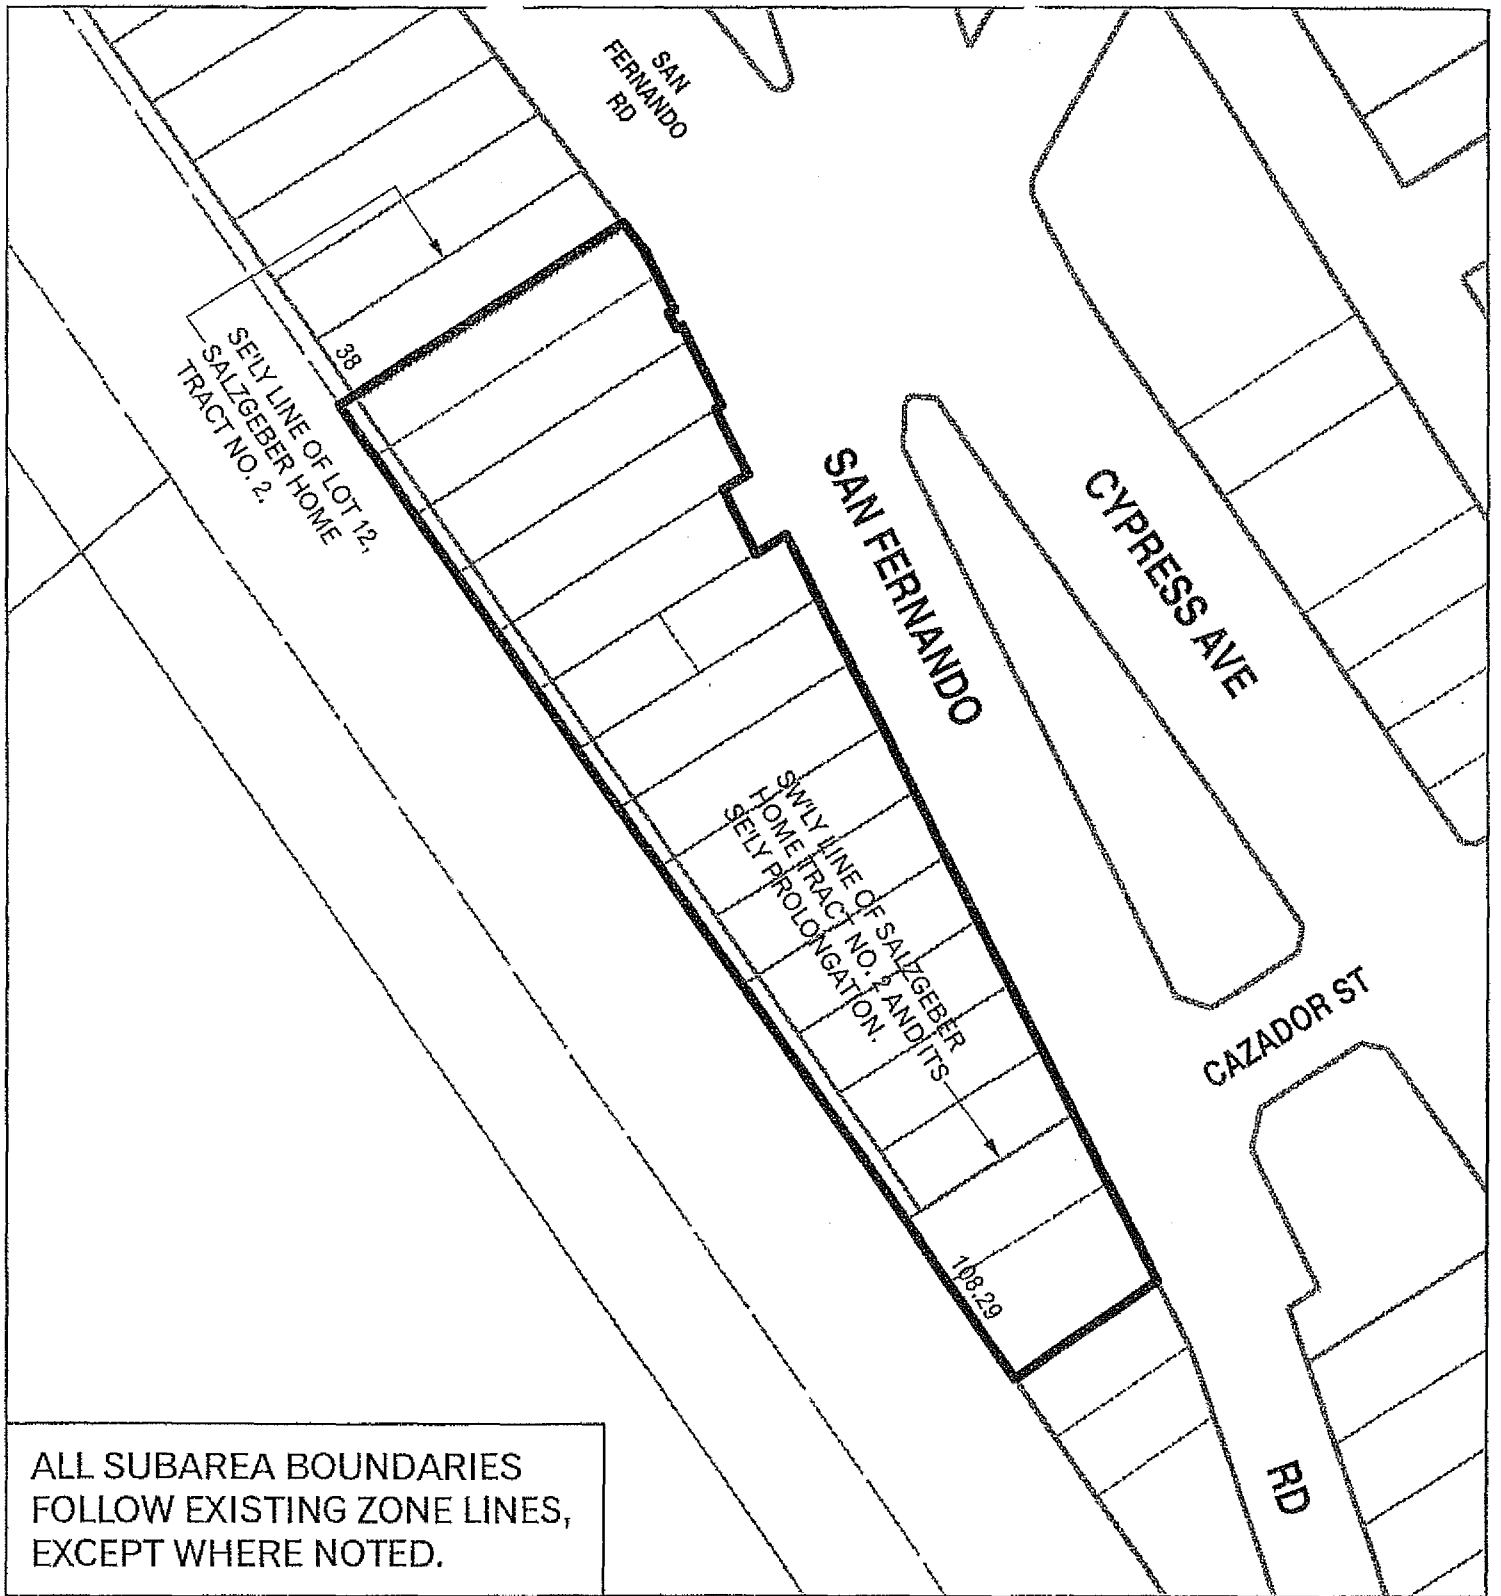 SAN
FERNANDO
RD
38
SE'LY LINE OF LOT 12,
SALZGEBER HOME
TRACT NO. 2.
SAN FERNANDO
CYPRESS AVE
SW'LY LINE OF SALZGEBER
HOME TRACT NO. 2 AND ITS
SE'LY PROLONGATION.
CAZADOR ST
108.29
RD
ALL SUBAREA BOUNDARIES
FOLLOW EXISTING ZONE LINES,
EXCEPT WHERE NOTED.